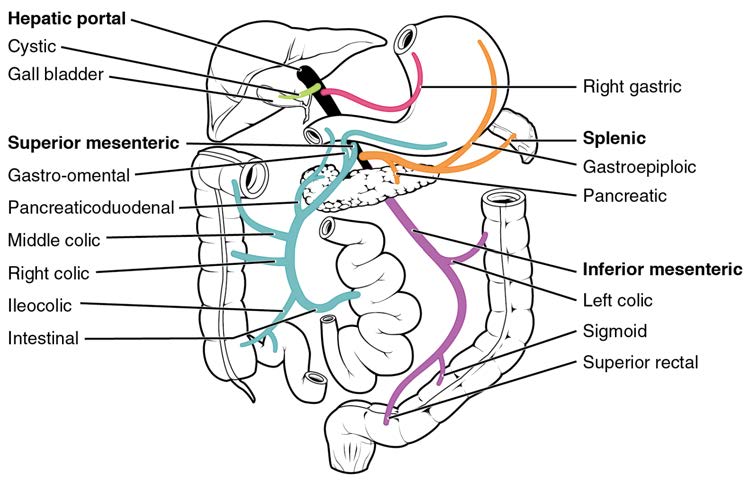 Hepatic portal
Cystic
Gall bladder
Superior mesenteric
Gastro-omental
Pancreaticoduodenal
Middle colic
Right colic
Ileocolic
Intestinal
Right gastric
Splenic
Gastroepiploic
Pancreatic
Inferior mesenteric
Left colic
Sigmoid
Superior rectal